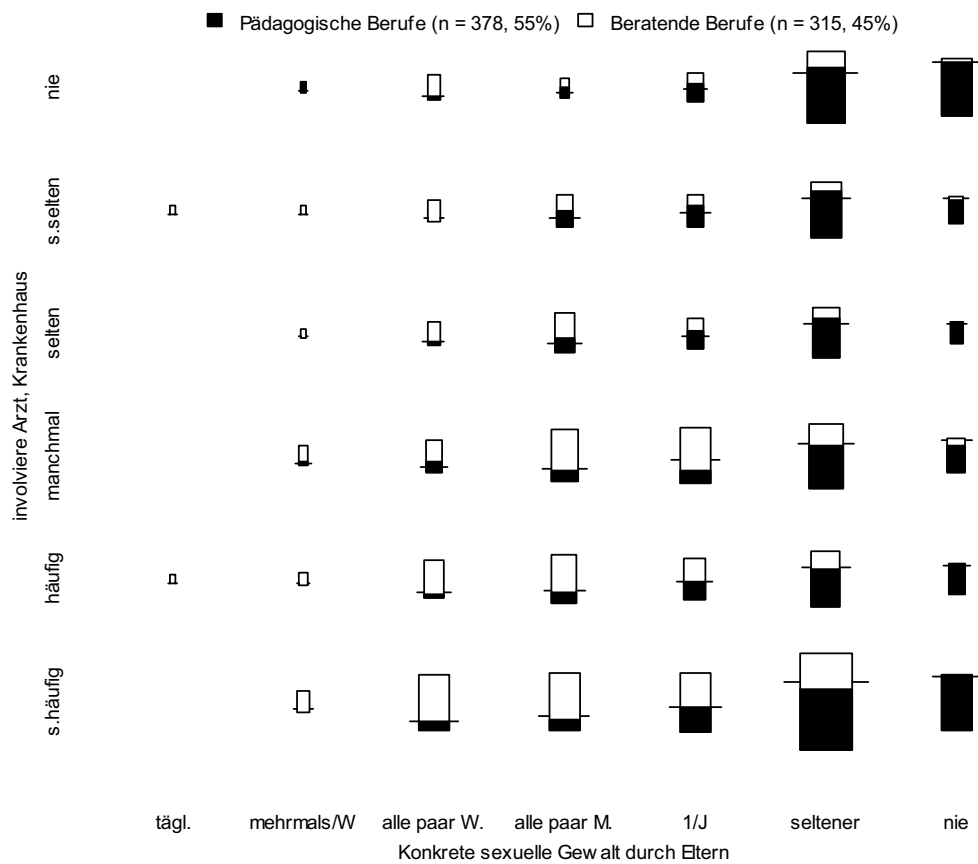 Pädagogische Berufe (n = 378, 55%) Beratende Berufe (n = 315, 45%)
involviere Arzt, Krankenhaus
nie
s.selten
selten
manchmal
häufig
s.häufig
tägl. mehrmals/W alle paar W. alle paar M. 1/J seltener nie
Konkrete sexuelle Gewalt durch Eltern